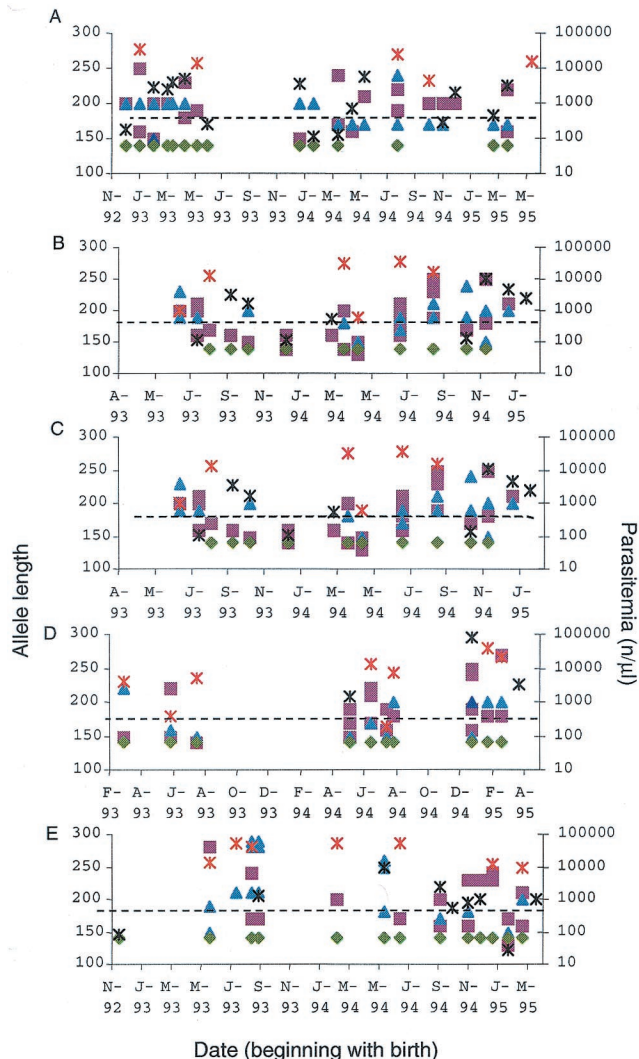 A
300 100000
250 10000
200 1000
150 100
100 10
N- J- M- M- J- S- N- J- M- M- J- S- N- J- M- M-
92 93 93 93 93 93 93 94 94 94 94 94 94 95 95 95
B
300 100000
250 10000
200 1000
150 100
100 10
A- M- J- S- N- J- M- M- J- S- N- J-
93 93 93 93 93 94 94 94 94 94 94 95
C
300 100000
250 10000
200 1000
150 100
100 10
A- M- J- S- N- J- M- M- J- S- N- J-
93 93 93 93 93 94 94 94 94 94 94 95
Allele length
Parasitemia (n/µl)
D
300 100000
250 10000
200 1000
150 100
100 10
F- A- J- A- O- D- F- A- J- A- O- D- F- A-
93 93 93 93 93 93 94 94 94 94 94 94 95 95
E
300 100000
250 10000
200 1000
150 100
100 10
N- J- M- M- J- S- N- J- M- M- J- S- N- J- M-
92 93 93 93 93 93 93 94 94 94 94 94 94 95 95
Date (beginning with birth)